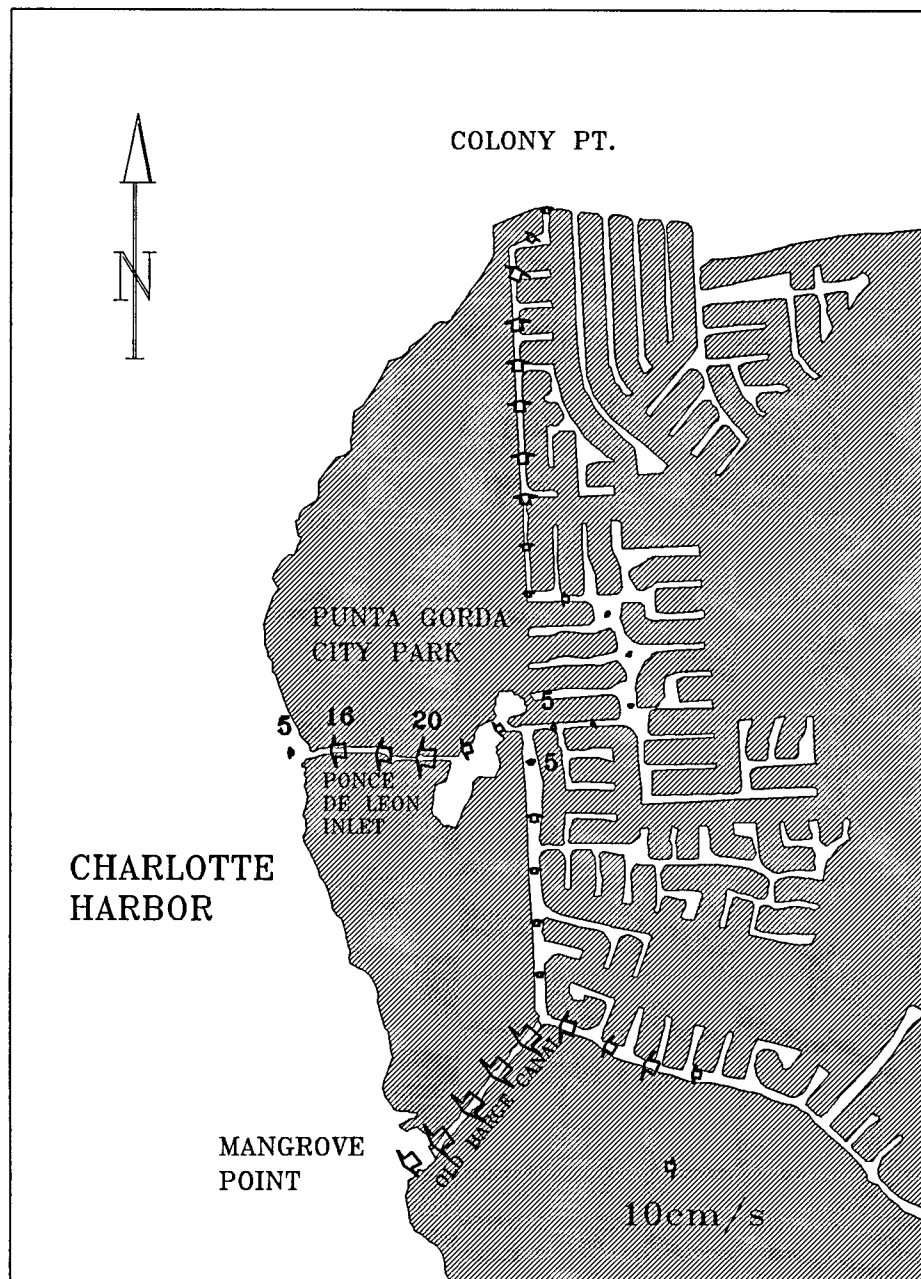 COLONY PT.
N
PUNTA GORDA
CITY PARK
5
16
20
5
5
PONCE
DE LEON
INLET
CHARLOTTE
HARBOR
OLD BARGE CANAL
MANGROVE
POINT
10cm/s